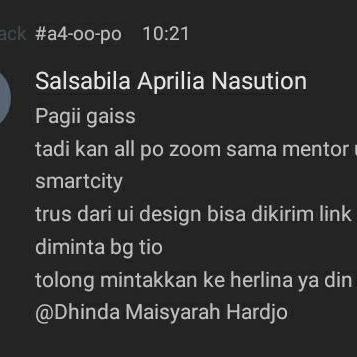 ack #a4-oo-po 10:21
Salsabila Aprilia Nasution
Pagii gaiss
tadi kan all po zoom sama mentor
smartcity
trus dari ui design bisa dikirim link
diminta bg tio
tolong mintakkan ke herlina ya din
@Dhinda Maisyarah Hardjo